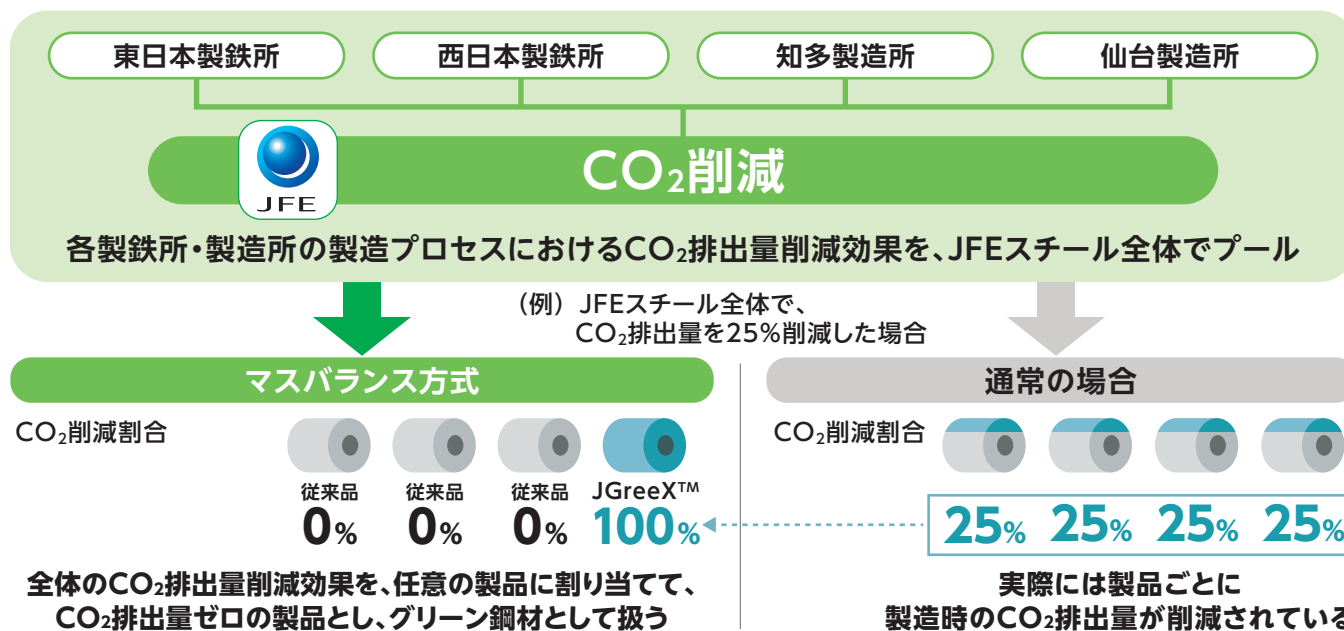 東日本製鉄所
西日本製鉄所
知多製造所
仙台製造所
JFE
CO₂削減
各製鉄所・製造所の製造プロセスにおけるCO₂排出量削減効果を、JFEスチール全体でプール
（例）JFEスチール全体で、
CO₂排出量を25%削減した場合
マスバランス方式
CO₂削減割合
従来品 従来品 従来品 JGreeX™
0% 0% 0% 100%
全体のCO₂排出量削減効果を、任意の製品に割り当てて、
CO₂排出量ゼロの製品とし、グリーン鋼材として扱う
通常の場合
CO₂削減割合
25% 25% 25% 25%
実際には製品ごとに
製造時のCO₂排出量が削減されている